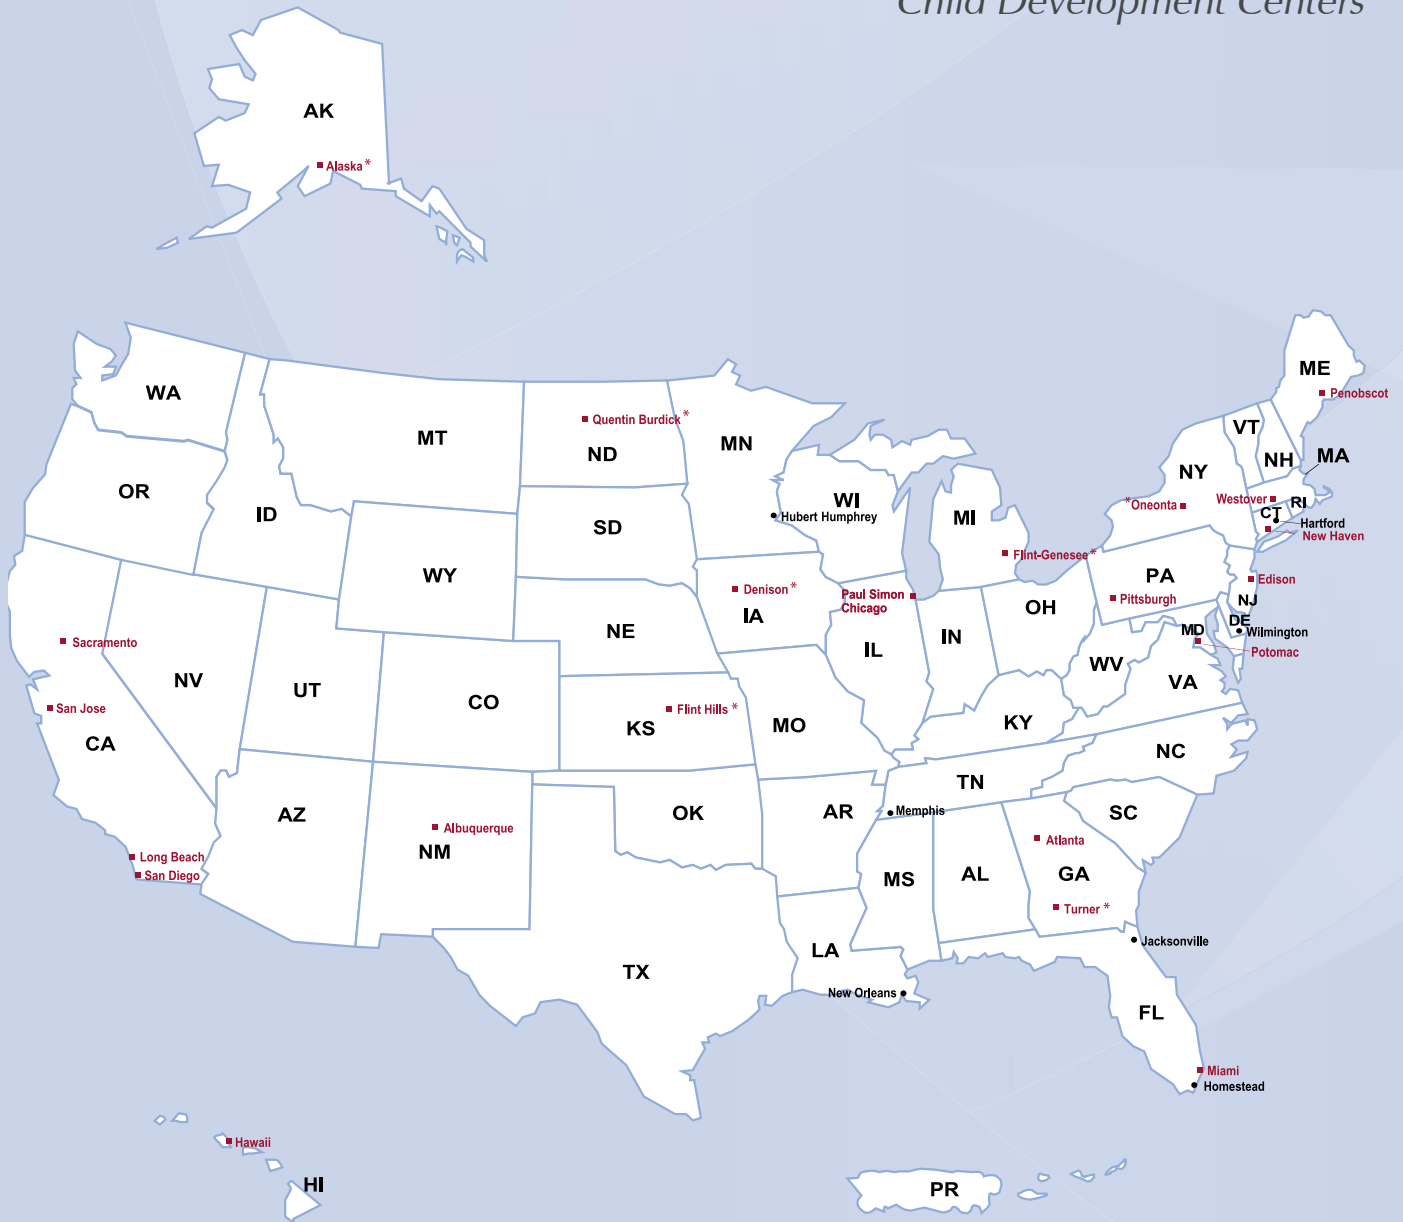 Child Development Centers
AK
Alaska *
ME
Penobscot
WA
VT
MT
Quentin Burdick *
MN
ND
NH
MA
NY
OR
WI
Westover
RI
*Oneonta
ID
MI
CT
Hubert Humphrey
SD
Hartford
New Haven
Flint-Genesee *
WY
PA
Edison
Denison *
Paul Simon
Chicago
Pittsburgh
NJ
OH
IA
DE
MD
Wilmington
NE
IN
Sacramento
IL
Potomac
WV
NV
UT
VA
CO
San Jose
Flint Hills *
KS
MO
KY
CA
NC
TN
AZ
OK
AR
Memphis
SC
Albuquerque
NM
Atlanta
Long Beach
San Diego
MS
AL
GA
Turner *
Jacksonville
LA
TX
New Orleans
FL
Miami
Homestead
Hawaii
HI
PR